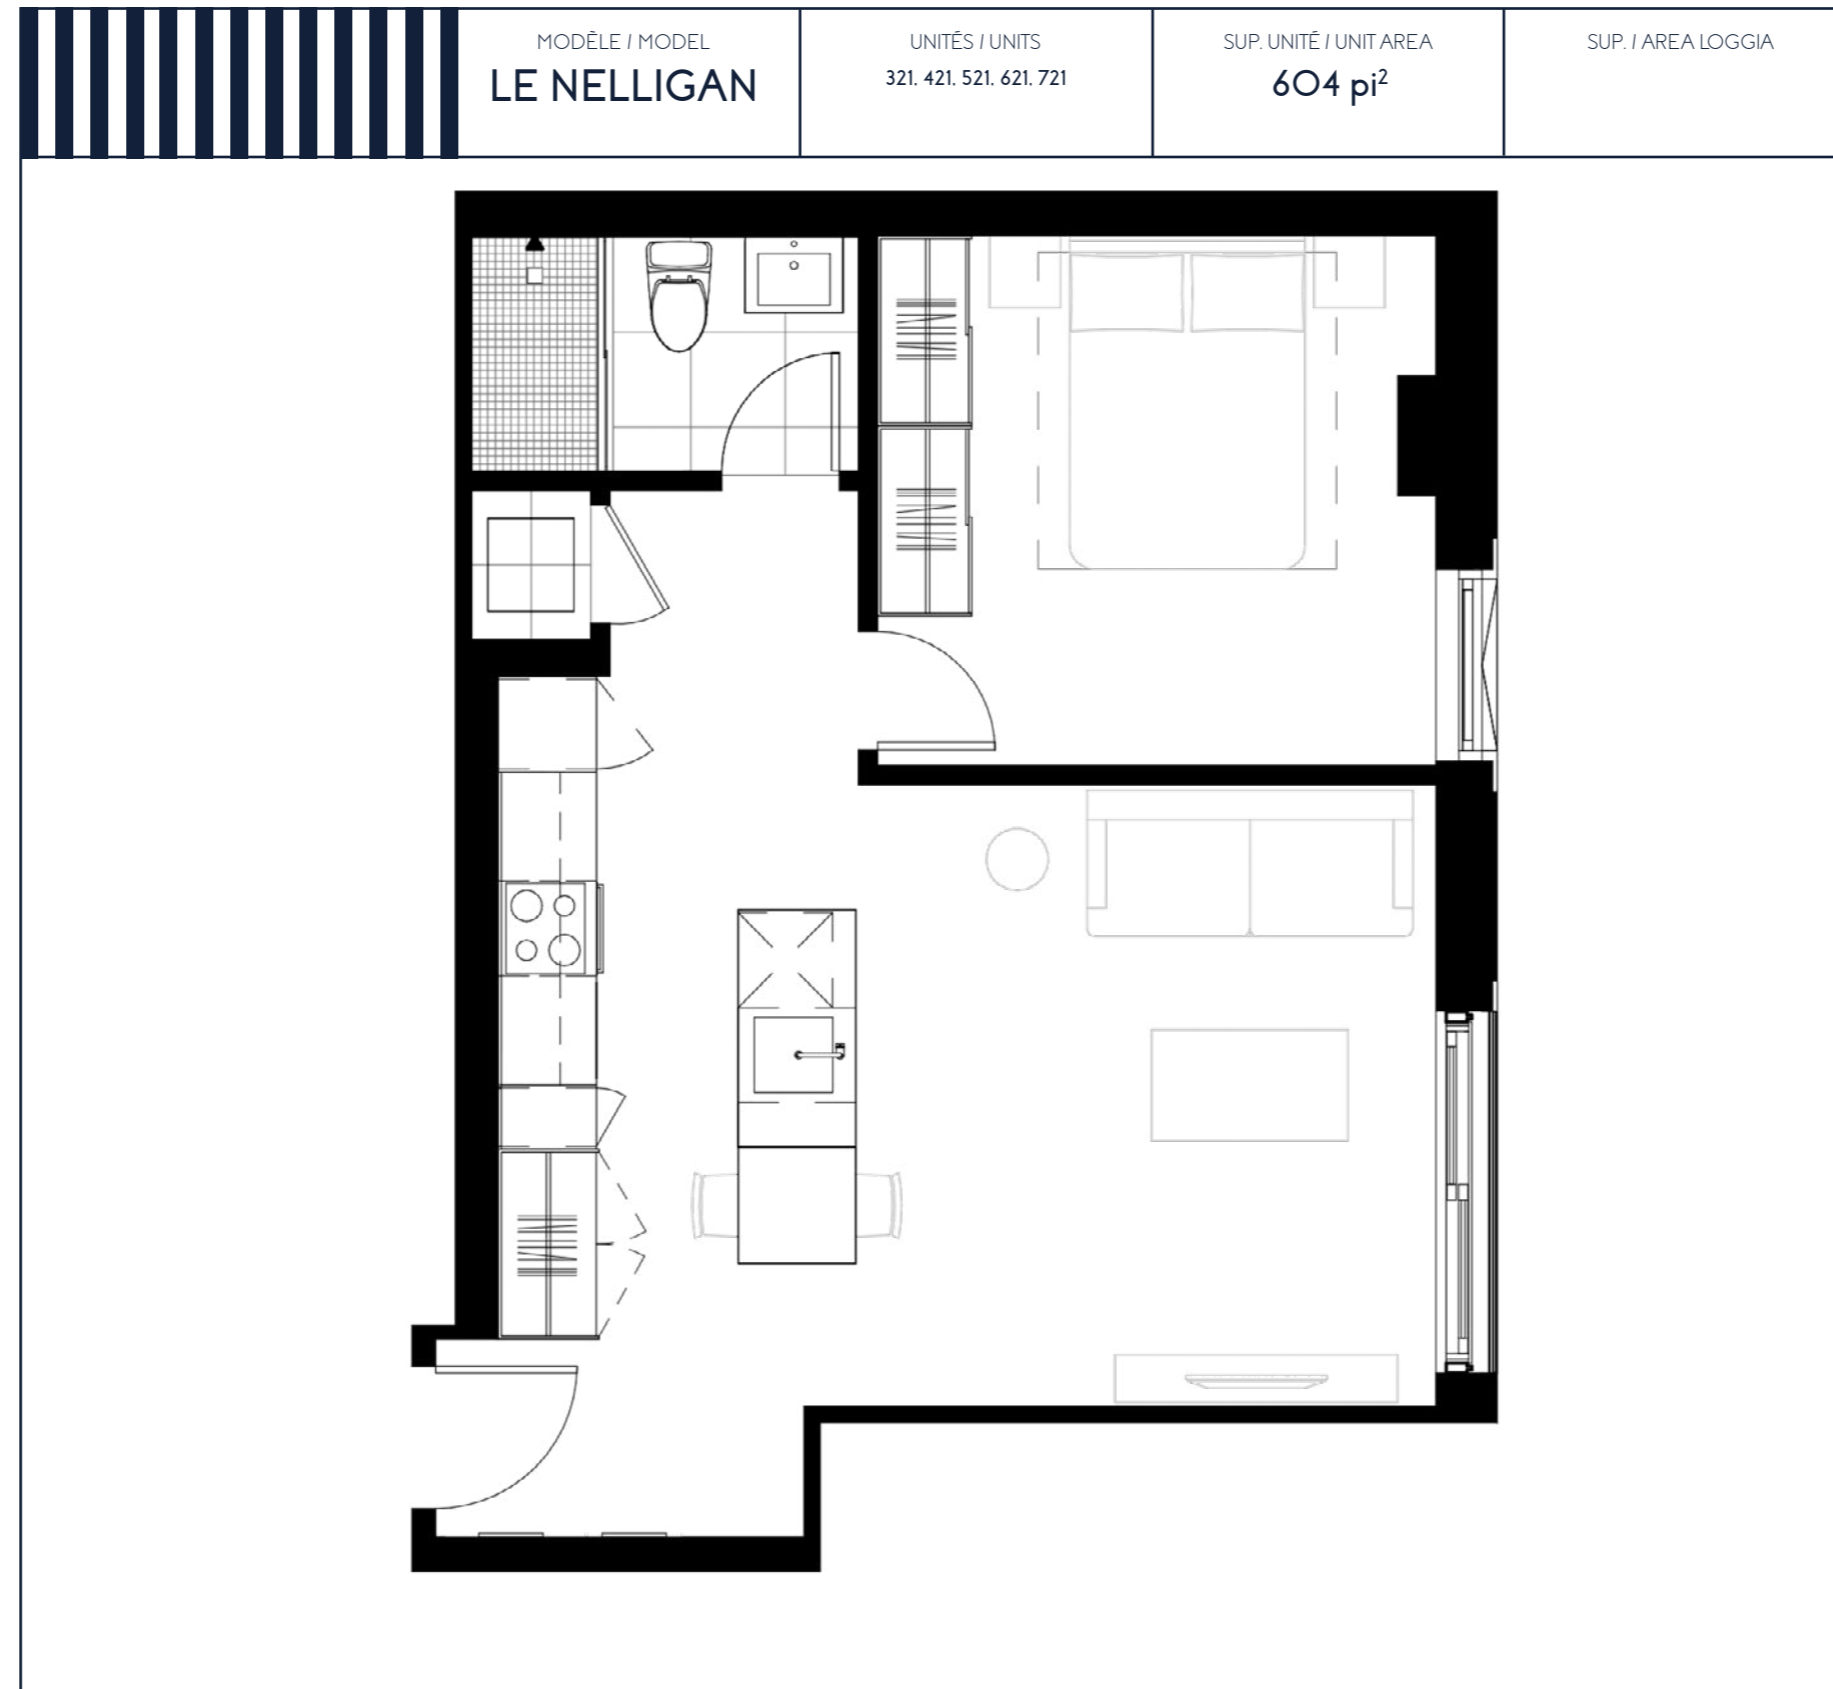 MODÈLE / MODEL
LE NELLIGAN
UNITÉS / UNITS
321, 421, 521, 621, 721
SUP. UNITÉ / UNIT AREA
604 pi²
SUP. / AREA LOGGIA